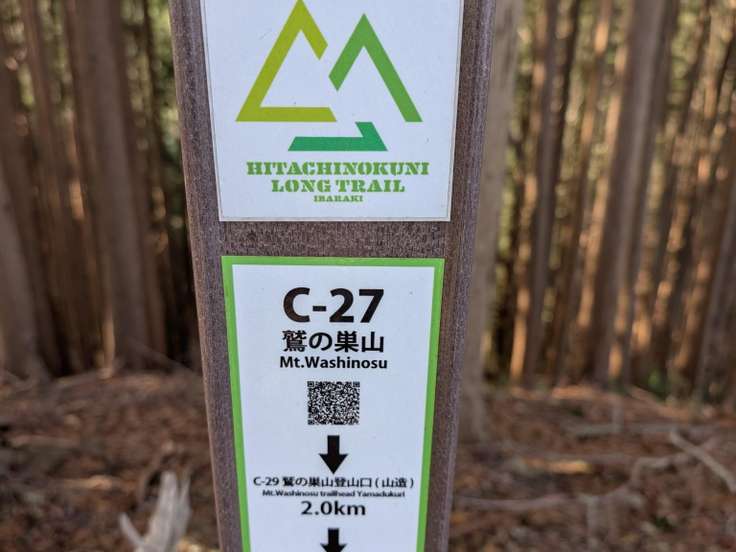 HITACHINOKUNI
LONG TRAIL
IBARAKI
C-27
鷲の巣山
Mt.Washinosu
C-29 鷲の巣山登山口(山造)
Mt.Washinosu trailhead Yamadukuri
2.0km